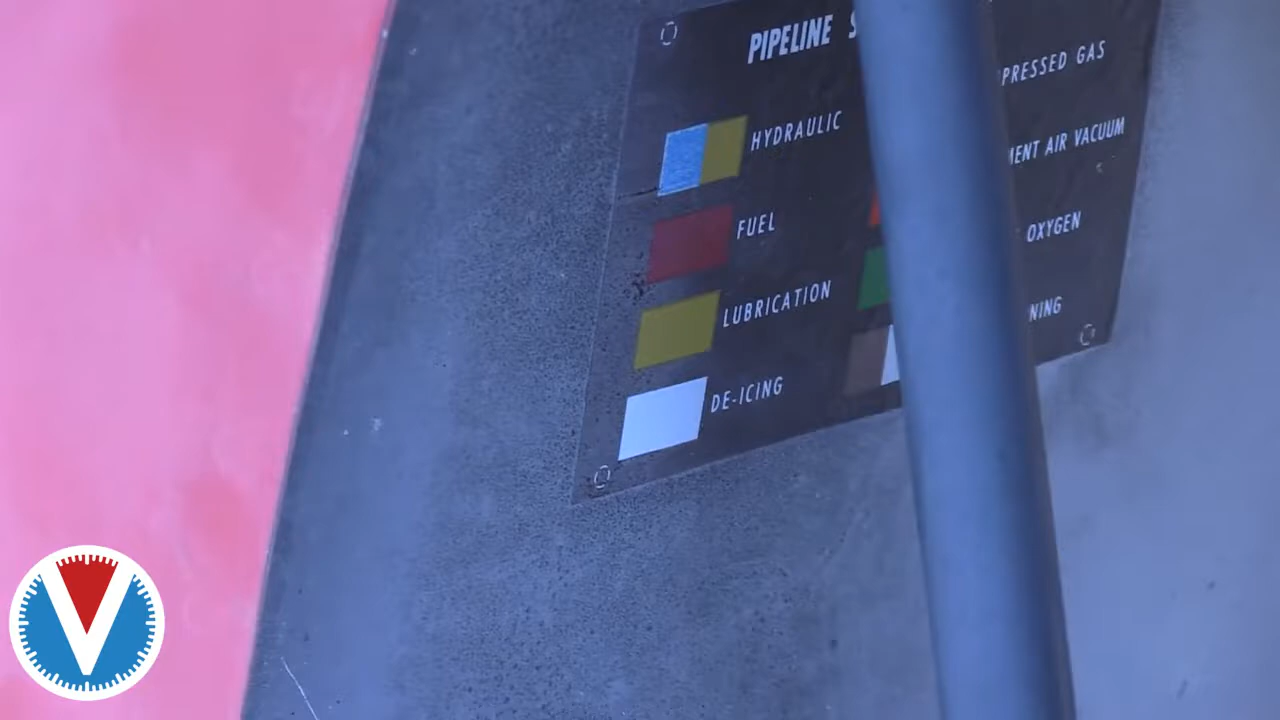 PIPELINE
HYDRAULIC
FUEL
LUBRICATION
DE-ICING
PRESSED GAS
MENT AIR VACUUM
OXYGEN
NING
V